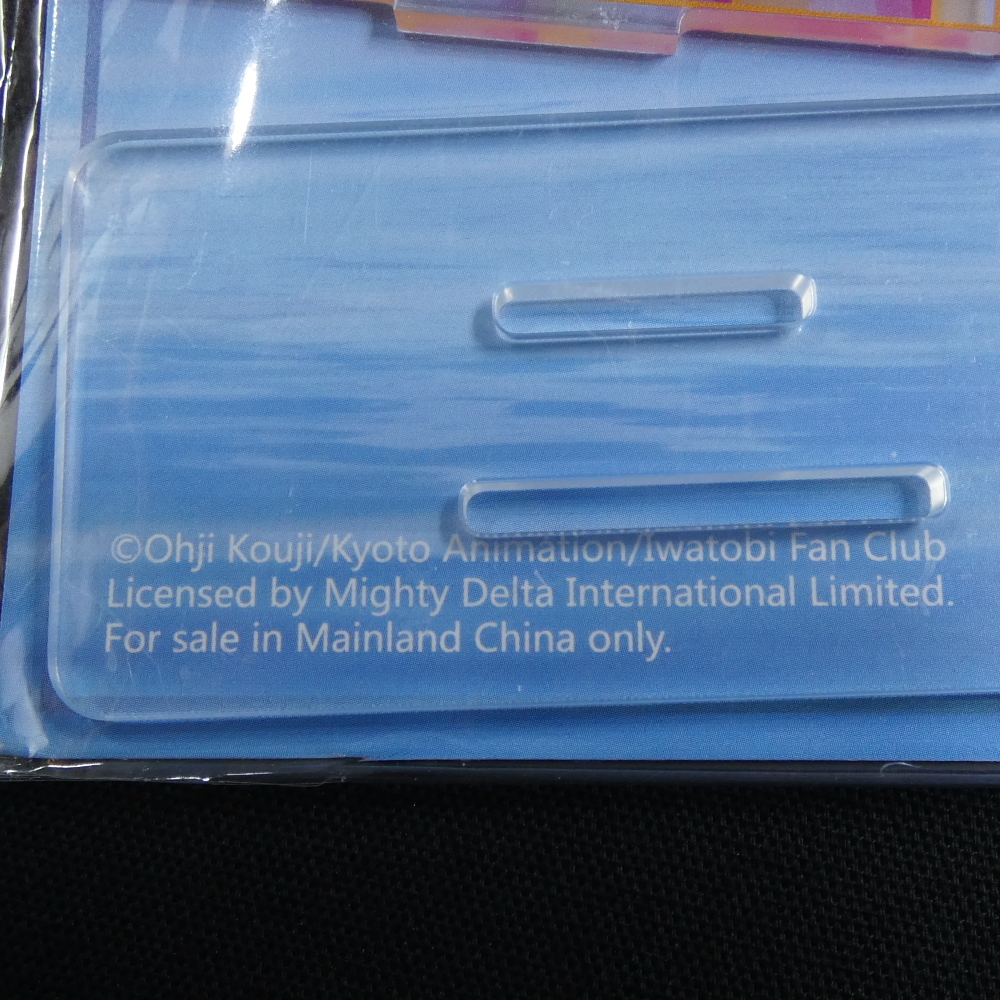 ©Ohji Kouji/Kyoto Animation/Iwatobi Fan Club
Licensed by Mighty Delta International Limited.
For sale in Mainland China only.